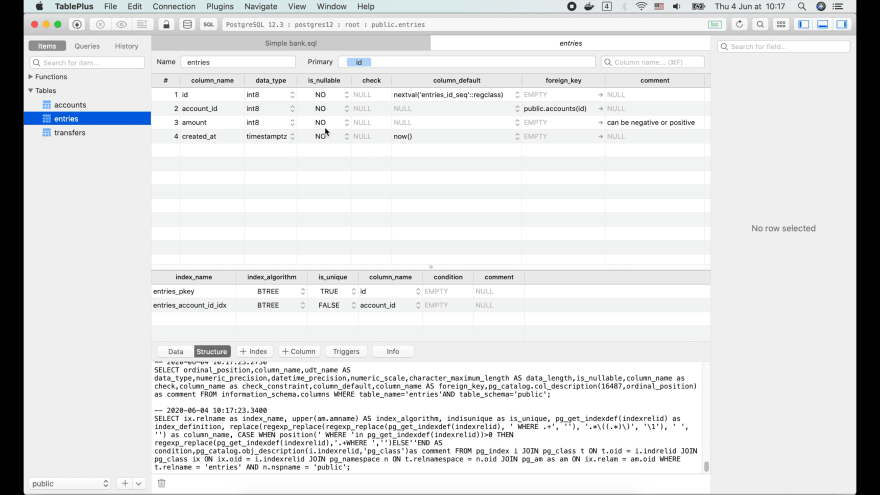 TablePlus File Edit Connection Plugins Navigate View Window Help 4 Thu 4 Jun at 10:17
SQL PostgreSQL 12.3 : postgres12 : root : public.entries loc
Items Queries History
Simple bank.sql entries
Search for item...
Name entries Primary id Search for column name... (⌘F)
Search for field...
Functions
Tables
accounts
entries
transfers
# column_name data_type is_nullable check column_default foreign_key comment
1 id int8 NO NULL nextval('entries_id_seq'::regclass) EMPTY NULL
2 account_id int8 NO NULL NULL public.accounts(id) NULL
3 amount int8 NO NULL NULL EMPTY can be negative or positive
4 created_at timestamptz NO NULL now() EMPTY NULL
No row selected
index_name index_algorithm is_unique column_name condition comment
entries_pkey BTREE TRUE id EMPTY NULL
entries_account_id_idx BTREE FALSE account_id EMPTY NULL
Data Structure + Index + Column Triggers Info
-- 2020-06-04 10:17:23.2750
SELECT ordinal_position,column_name,udt_name AS
data_type,numeric_precision,datetime_precision,numeric_scale,character_maximum_length AS data_length,is_nullable,column_name as
check,column_name as check_constraint,column_default,column_name AS foreign_key,pg_catalog.col_description(16487,ordinal_position)
as comment FROM information_schema.columns WHERE table_name='entries'AND table_schema='public';
-- 2020-06-04 10:17:23.3400
SELECT ix.relname as index_name, upper(am.amname) AS index_algorithm, indisunique as is_unique, pg_get_indexdef(indexrelid) as
index_definition, replace(regexp_replace(regexp_replace(pg_get_indexdef(indexrelid), ' WHERE .+', ''), '.*\((.*)\)', '\1'), ' ',
'') as column_name, CASE WHEN position(' WHERE 'in pg_get_indexdef(indexrelid))>0 THEN
regexp_replace(pg_get_indexdef(indexrelid),'.+WHERE ','')ELSE''END AS
condition,pg_catalog.obj_description(i.indexrelid,'pg_class')as comment FROM pg_index i JOIN pg_class t ON t.oid = i.indrelid JOIN
pg_class ix ON ix.oid = i.indexrelid JOIN pg_namespace n ON t.relnamespace = n.oid JOIN pg_am as am ON ix.relam = am.oid WHERE
t.relname = 'entries' AND n.nspname = 'public';
public